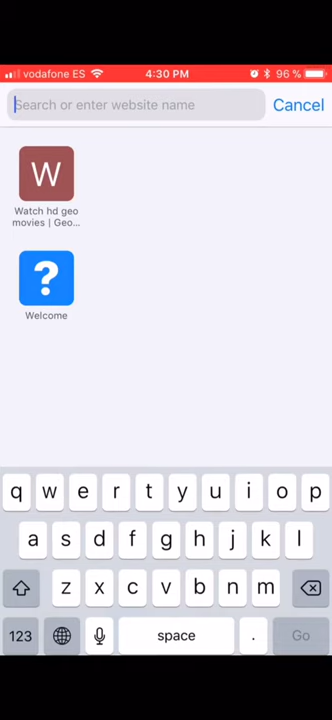 vodafone ES 4:30 PM 96 %
Search or enter website name Cancel
W
Watch hd geo
movies | Geo...
?
Welcome
q w e r t y u i o p
a s d f g h j k l
z x c v b n m
123 space . Go